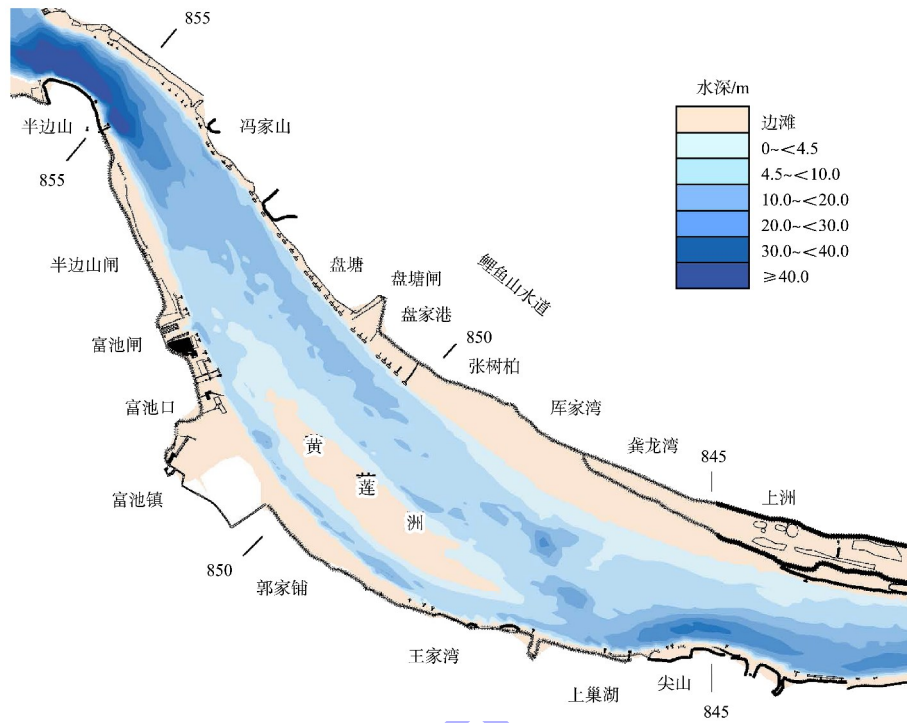 855
半边山
855
冯家山
半边山闸
盘塘
盘塘闸
盘家港
鲤鱼山水道
富池闸
850
张树柏
富池口
厍家湾
黄
莲
洲
龚龙湾
845
上洲
富池镇
850
郭家铺
王家湾
上巢湖
尖山
845
水深/m
边滩
0~<4.5
4.5~<10.0
10.0~<20.0
20.0~<30.0
30.0~<40.0
≥40.0